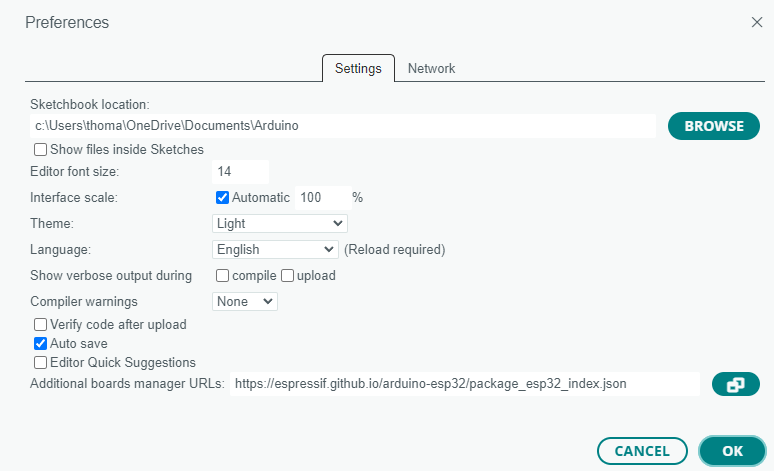 Preferences
Settings Network
Sketchbook location:
c:\Users\thoma\OneDrive\Documents\Arduino BROWSE
Show files inside Sketches
Editor font size: 14
Interface scale: Automatic 100 %
Theme: Light
Language: English (Reload required)
Show verbose output during compile upload
Compiler warnings None
Verify code after upload
Auto save
Editor Quick Suggestions
Additional boards manager URLs: https://espressif.github.io/arduino-esp32/package_esp32_index.json
CANCEL OK